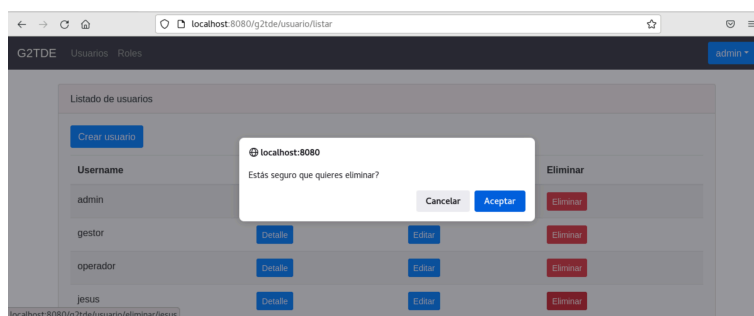 localhost:8080/g2tde/usuario/listar
G2TDE Usuarios Roles admin
Listado de usuarios
Crear usuario
localhost:8080
Estás seguro que quieres eliminar?
Cancelar Aceptar
Username Eliminar
admin Eliminar
gestor Detalle Editar Eliminar
operador Detalle Editar Eliminar
jesus Detalle Editar Eliminar
localhost:8080/g2tde/usuario/eliminar/jesus